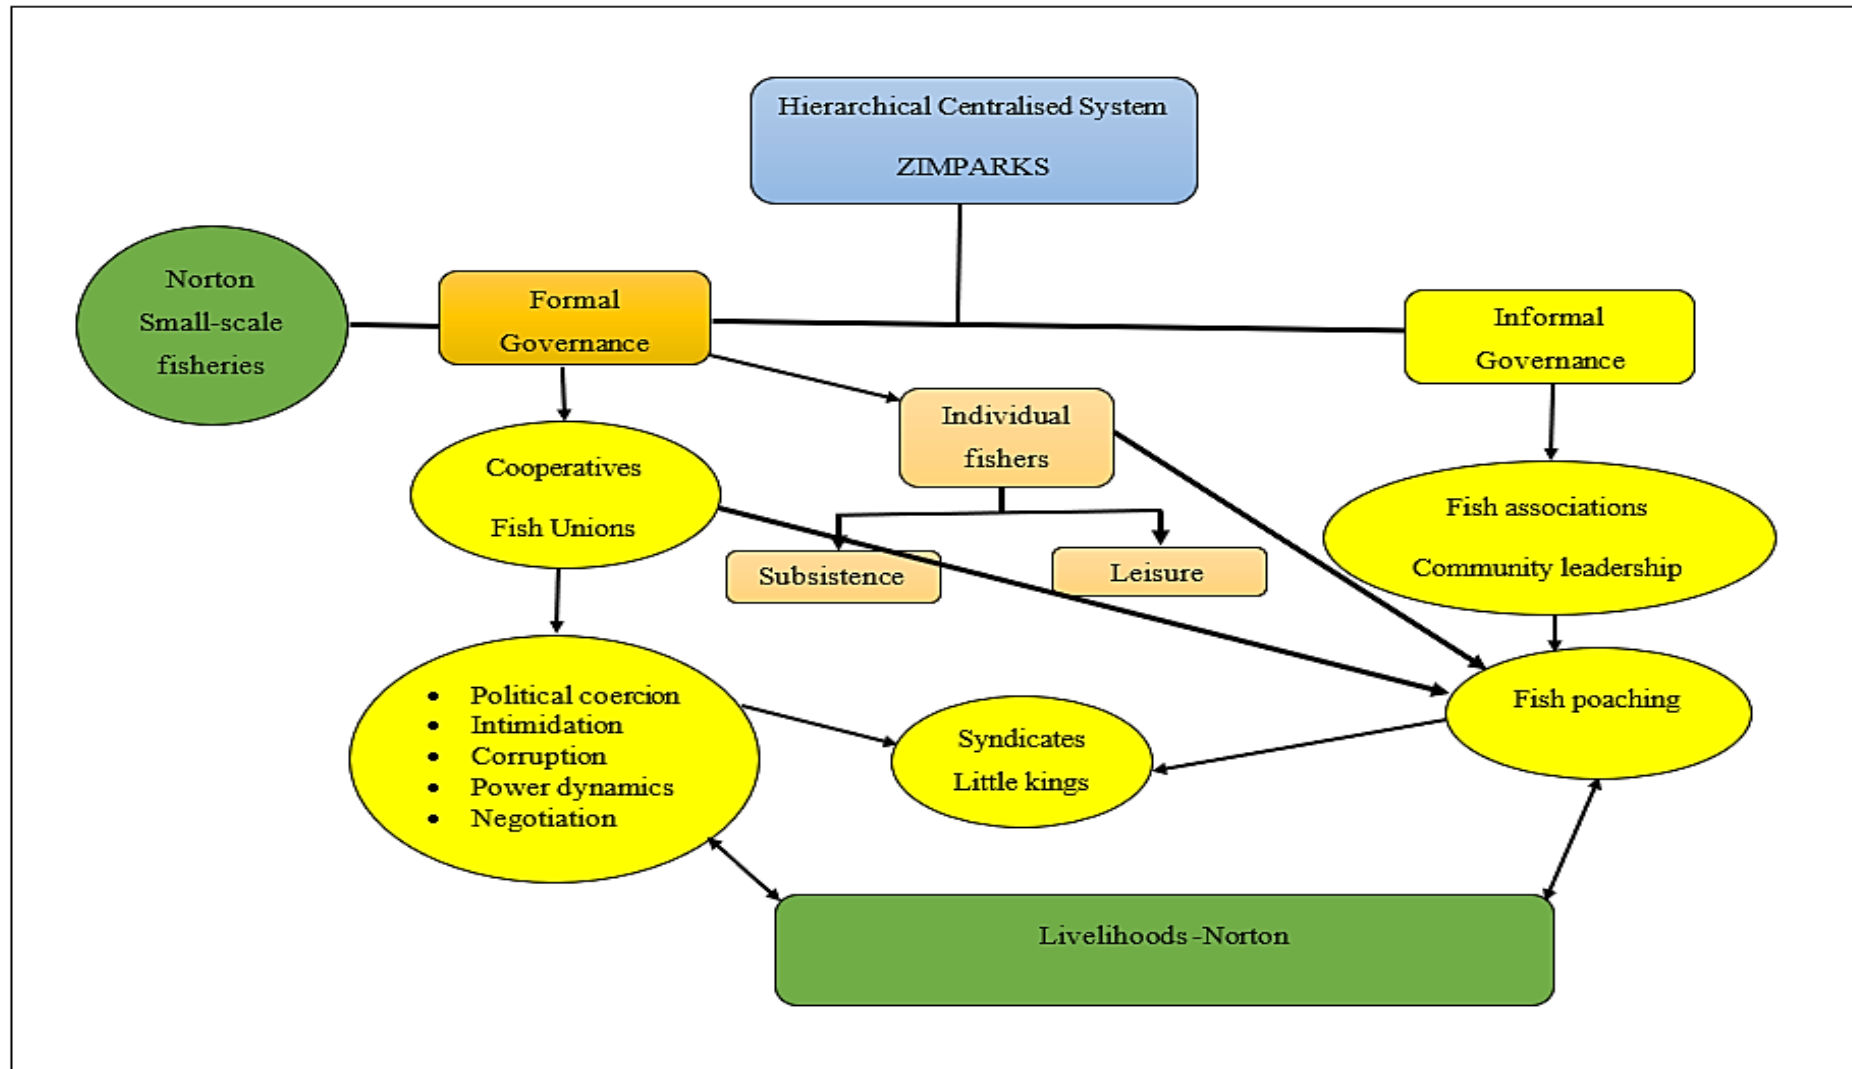 Hierarchical Centralised System
ZIMPARKS
Norton
Small-scale
fisheries
Formal
Governance
Informal
Governance
Individual
fishers
Cooperatives
Fish Unions
Subsistence
Leisure
Fish associations
Community leadership
• Political coercion
• Intimidation
• Corruption
• Power dynamics
• Negotiation
Syndicates
Little kings
Fish poaching
Livelihoods -Norton